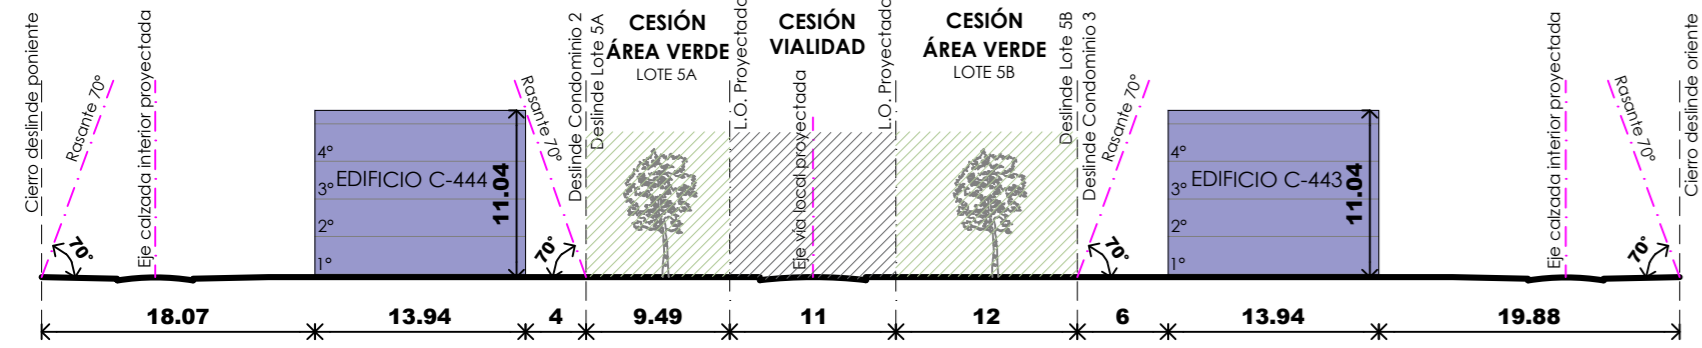 Cierro deslinde poniente
Rasante 70°
70°
Eje calzada interior proyectada
4°
3°
2°
1°
EDIFICIO C-444
11.04
Rasante 70°
70°
Deslinde Condominio 2
Deslinde Lote 5A
CESIÓN
ÁREA VERDE
LOTE 5A
L.O. Proyectada
CESIÓN
VIALIDAD
Eje via local proyectada
L.O. Proyectada
CESIÓN
ÁREA VERDE
LOTE 5B
Deslinde Lote 5B
Deslinde Condominio 3
Rasante 70°
70°
4°
3°
2°
1°
EDIFICIO C-443
11.04
Eje calzada interior proyectada
Rasante 70°
70°
Cierro deslinde oriente
18.07
13.94
4
9.49
11
12
6
13.94
19.88